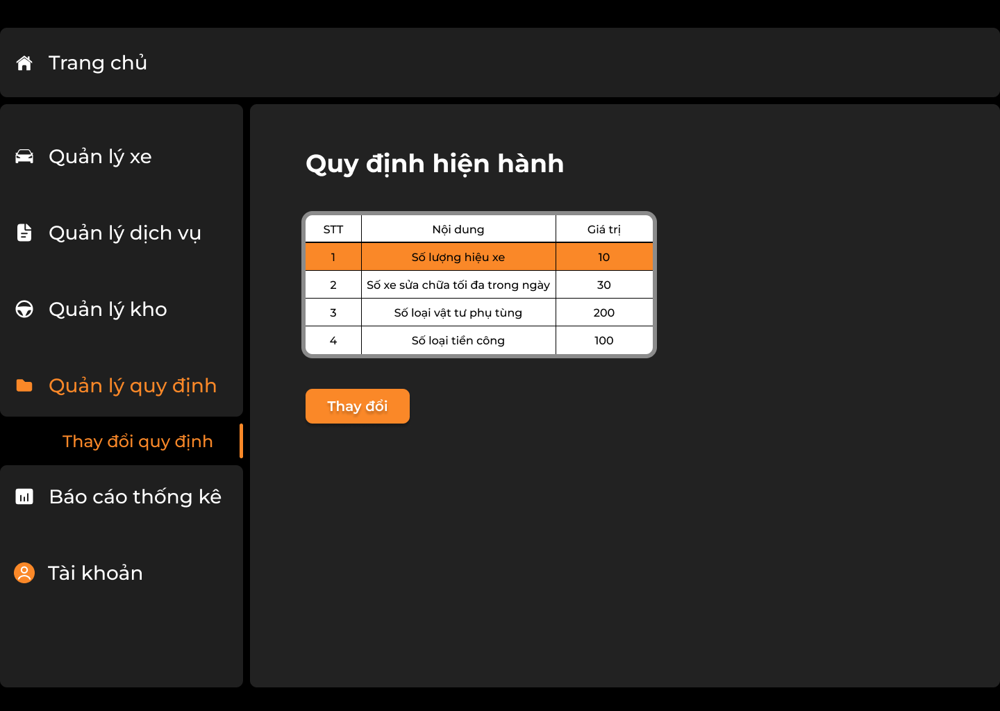 Trang chủ
Quản lý xe
Quản lý dịch vụ
Quản lý kho
Quản lý quy định
Thay đổi quy định
Báo cáo thống kê
Tài khoản
Quy định hiện hành
STT Nội dung Giá trị
1 Số lượng hiệu xe 10
2 Số xe sửa chữa tối đa trong ngày 30
3 Số loại vật tư phụ tùng 200
4 Số loại tiền công 100
Thay đổi